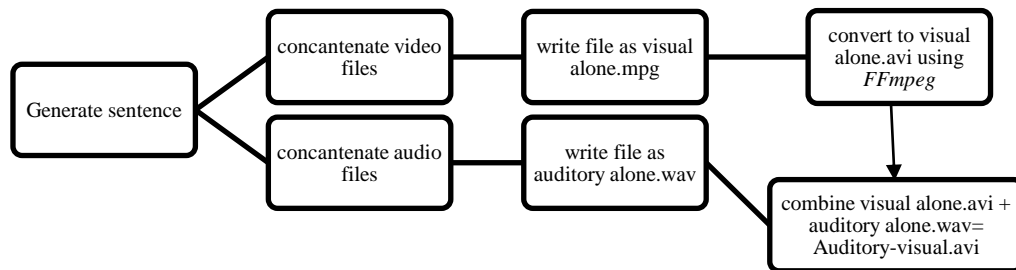 Generate sentence
concantenate video
files
write file as visual
alone.mpg
convert to visual
alone.avi using
FFmpeg
concantenate audio
files
write file as
auditory alone.wav
combine visual alone.avi +
auditory alone.wav=
Auditory-visual.avi